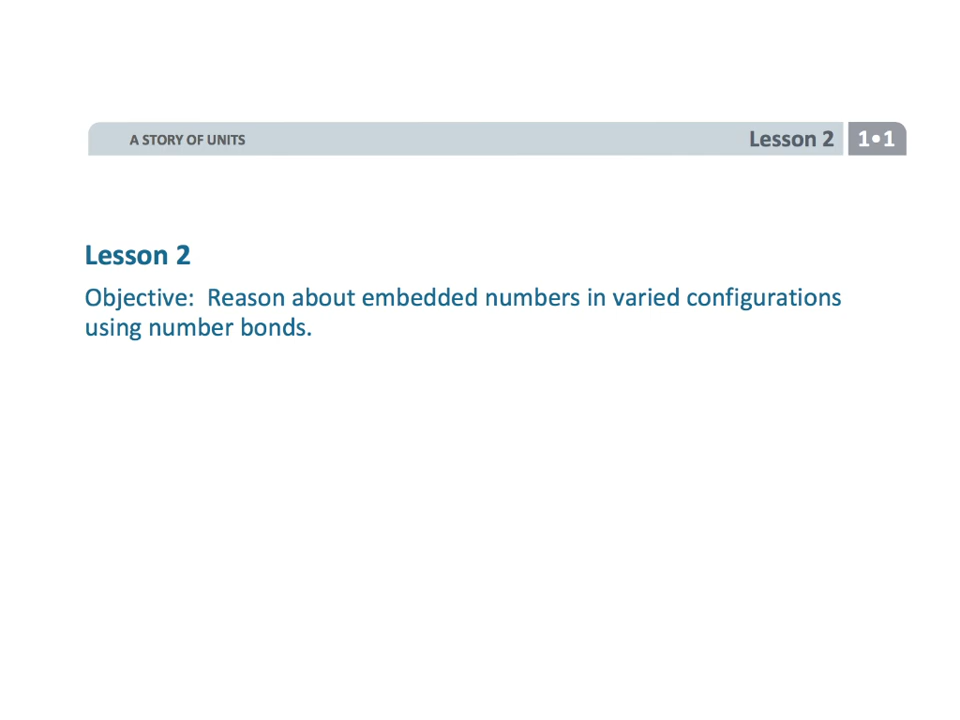 A STORY OF UNITS
Lesson 2 1•1
Lesson 2
Objective: Reason about embedded numbers in varied configurations
using number bonds.